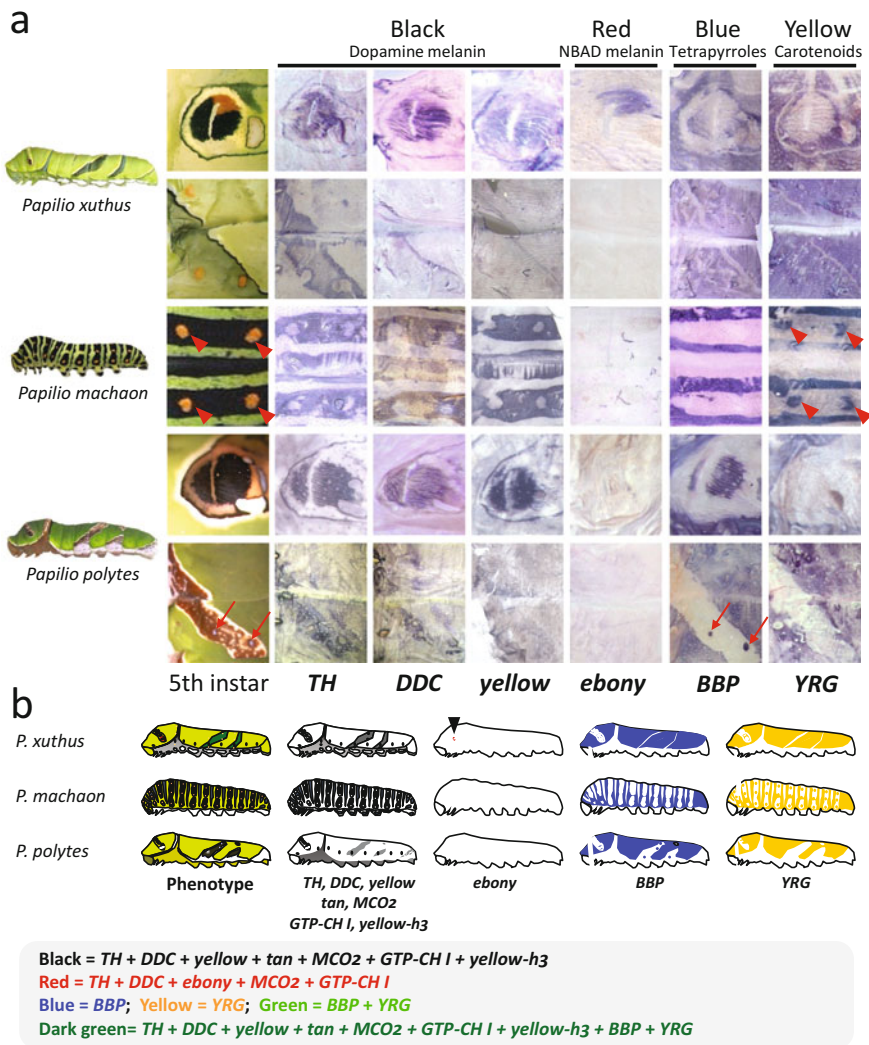 a
Black
Dopamine melanin
Red
NBAD melanin
Blue
Tetrapyrroles
Yellow
Carotenoids
Papilio xuthus
Papilio machaon
Papilio polytes
5th instar TH DDC yellow ebony BBP YRG
b
P. xuthus
P. machaon
P. polytes
Phenotype
TH, DDC, yellow
tan, MCO2
GTP-CH I, yellow-h3
ebony
BBP
YRG
Black = TH + DDC + yellow + tan + MCO2 + GTP-CH I + yellow-h3
Red = TH + DDC + ebony + MCO2 + GTP-CH I
Blue = BBP; Yellow = YRG; Green = BBP + YRG
Dark green= TH + DDC + yellow + tan + MCO2 + GTP-CH I + yellow-h3 + BBP + YRG